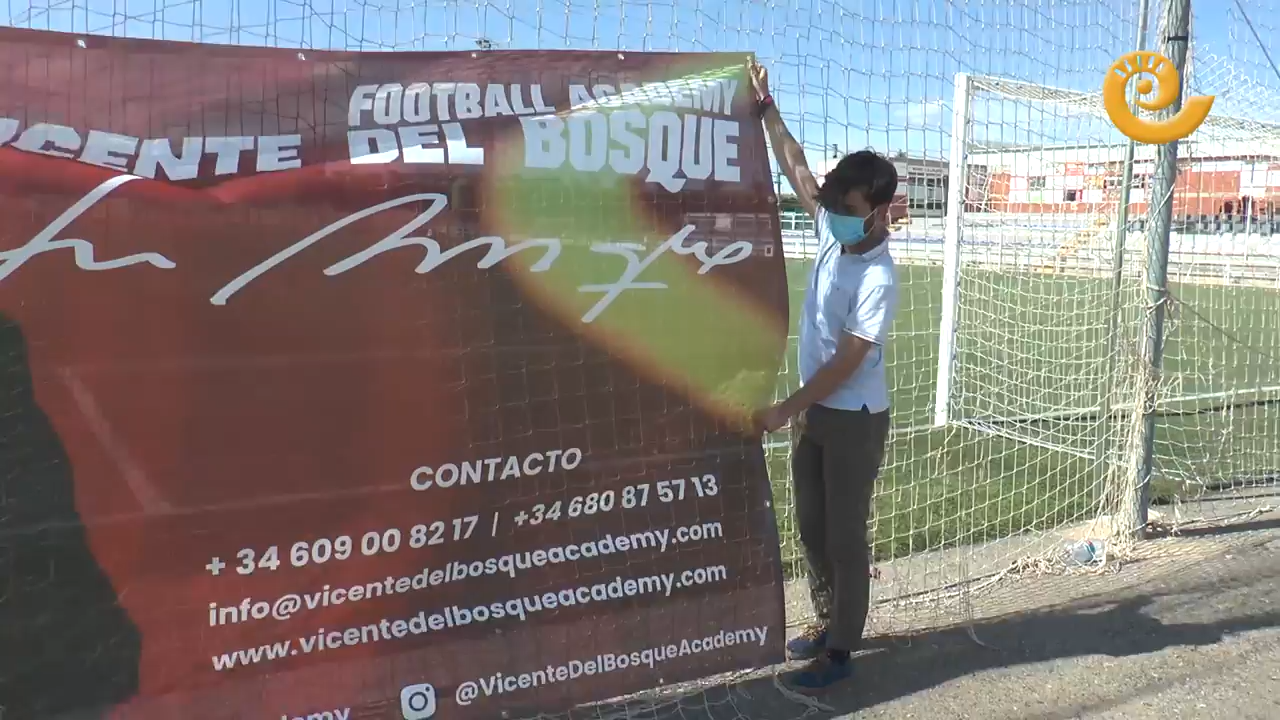 FOOTBALL ACADEMY
VICENTE DEL BOSQUE
CONTACTO
+ 34 609 00 82 17 | +34 680 87 57 13
info@vicentedelbosqueacademy.com
www.vicentedelbosqueacademy.com
@VicenteDelBosqueAcademy